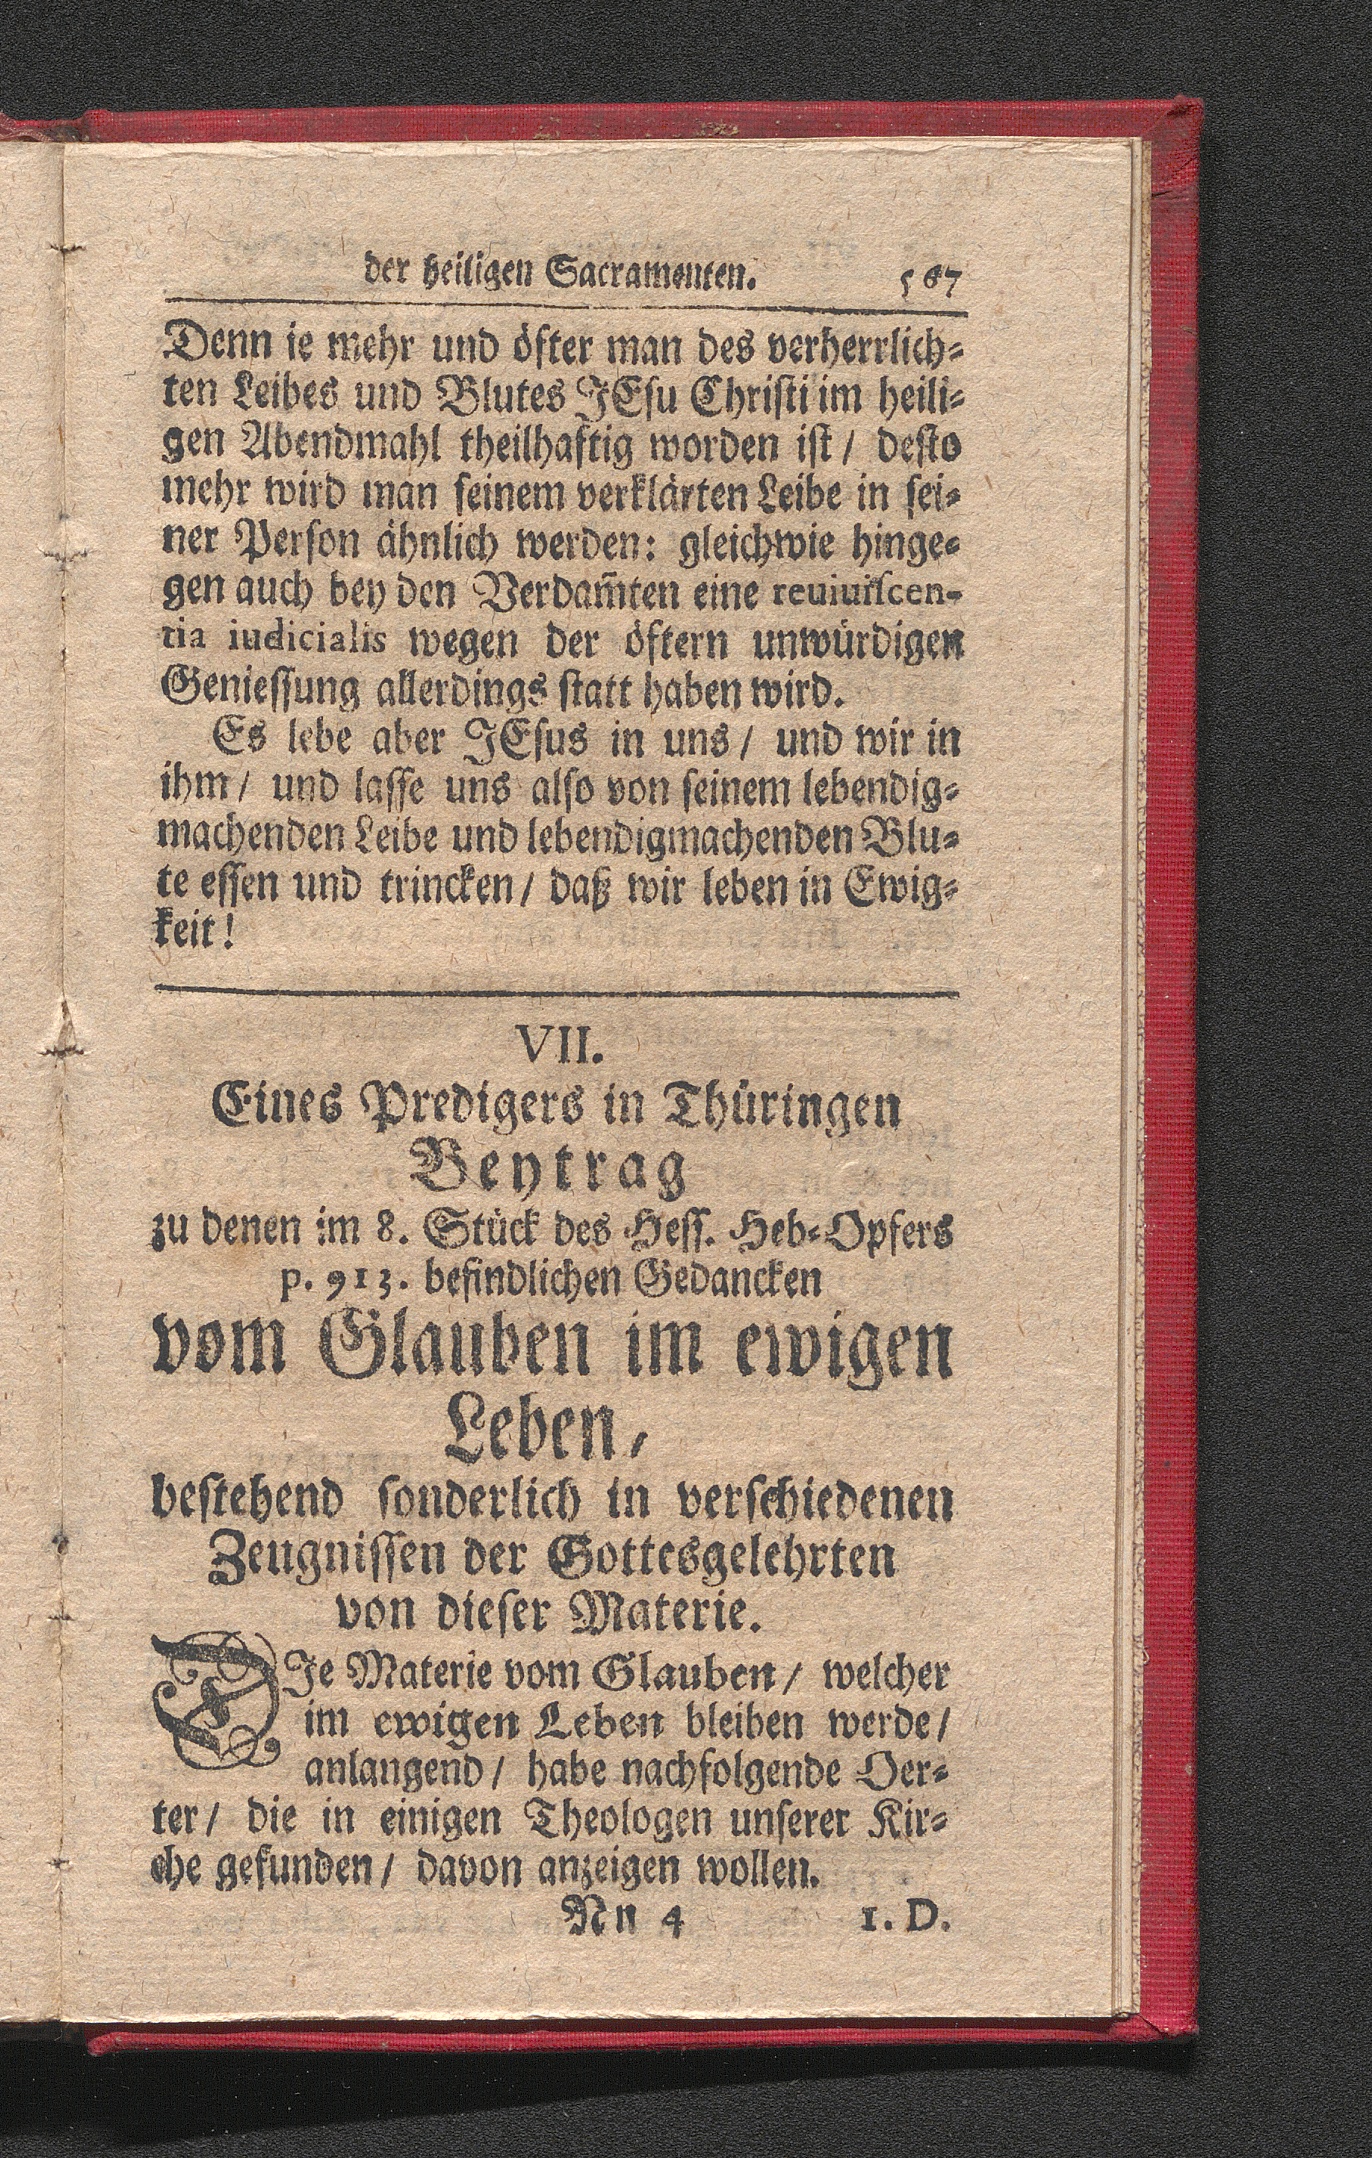 der heiligen Sacramenten. 567
Denn ie mehr und öfter man des verherrlich-
ten Leibes und Blutes JEsu Christi im heili-
gen Abendmahl theilhaftig worden ist / desto
mehr wird man seinem verklärten Leibe in sei-
ner Person ähnlich werden: gleichwie hinge-
gen auch bey den Verdam̄ten eine reuiuiscen-
tia iudicialis wegen der öftern unwürdigen
Geniessung allerdings statt haben wird.
Es lebe aber JEsus in uns / und wir in
ihm / und lasse uns also von seinem lebendig-
machenden Leibe und lebendigmachenden Blu-
te essen und trincken / daß wir leben in Ewig-
keit!
VII.
Eines Predigers in Thüringen
Beytrag
zu denen im 8. Stück des Hess. Heb-Opfers
p. 913. befindlichen Gedancken
vom Glauben im ewigen
Leben /
bestehend sonderlich in verschiedenen
Zeugnissen der Gottesgelehrten
von dieser Materie.
DIe Materie vom Glauben / welcher
im ewigen Leben bleiben werde /
anlangend / habe nachfolgende Oer-
ter / die in einigen Theologen unserer Kir-
che gefunden / davon anzeigen wollen.
Nn 4 1. D.